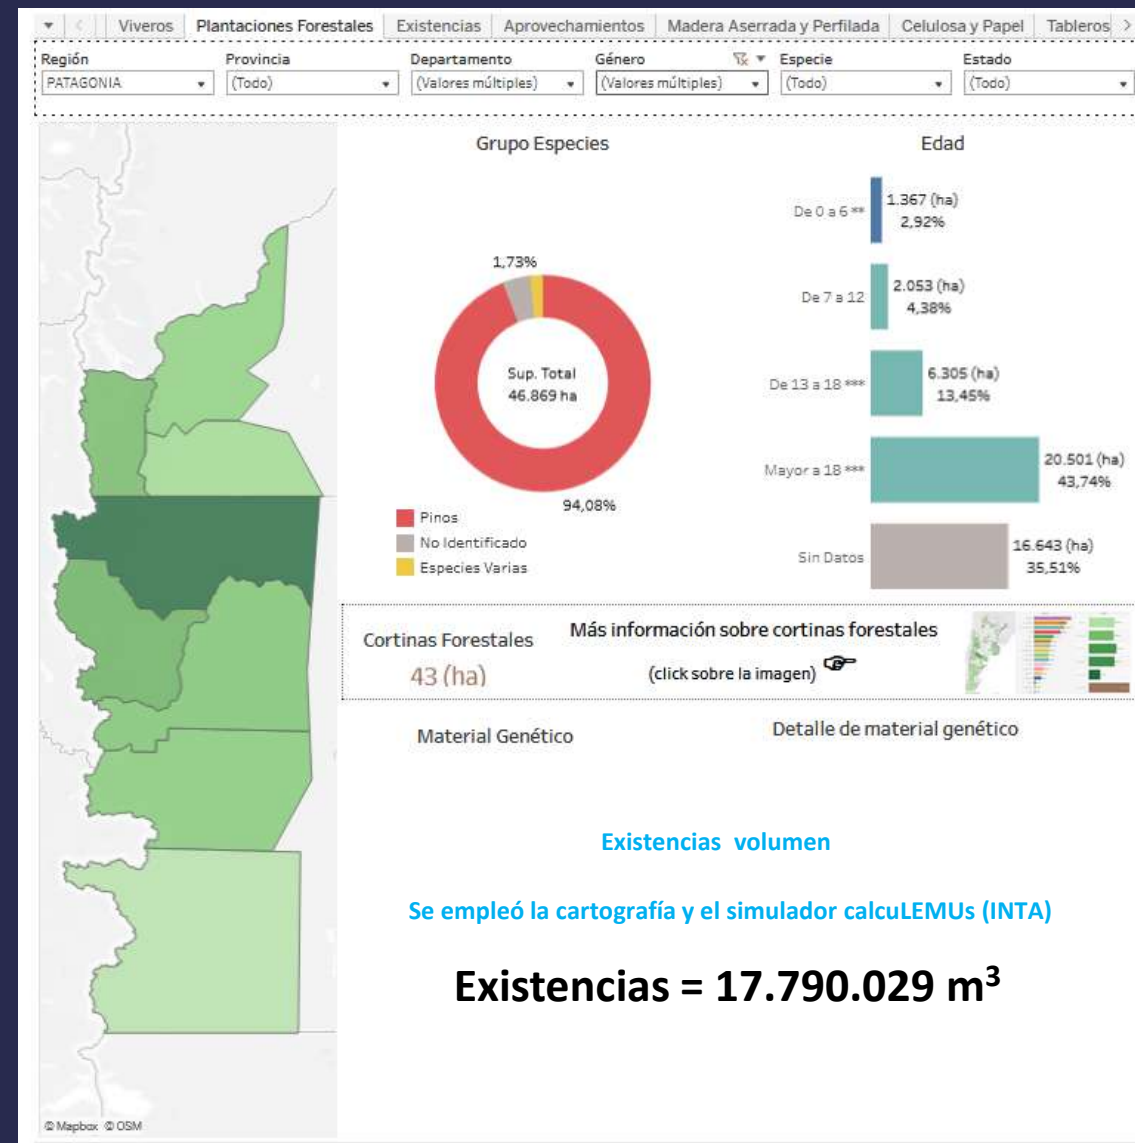 Viveros Plantaciones Forestales Existencias Aprovechamientos Madera Aserrada y Perfilada Celulosa y Papel Tableros
Región Provincia Departamento Género Especie Estado
PATAGONIA (Todo) (Valores múltiples) (Valores múltiples) (Todo) (Todo)
Grupo Especies
1,73%
Sup. Total
46.869 ha
94,08%
Pinos
No Identificado
Especies Varias
Edad
De 0 a 6 ** 1.367 (ha)
2,92%
De 7 a 12 2.053 (ha)
4,38%
De 13 a 18 *** 6.305 (ha)
13,45%
Mayor a 18 *** 20.501 (ha)
43,74%
Sin Datos 16.643 (ha)
35,51%
Cortinas Forestales
43 (ha)
Más información sobre cortinas forestales
(click sobre la imagen)
Material Genético
Detalle de material genético
Existencias volumen
Se empleó la cartografía y el simulador calcuLEMUs (INTA)
Existencias = 17.790.029 m³
© Mapbox © OSM